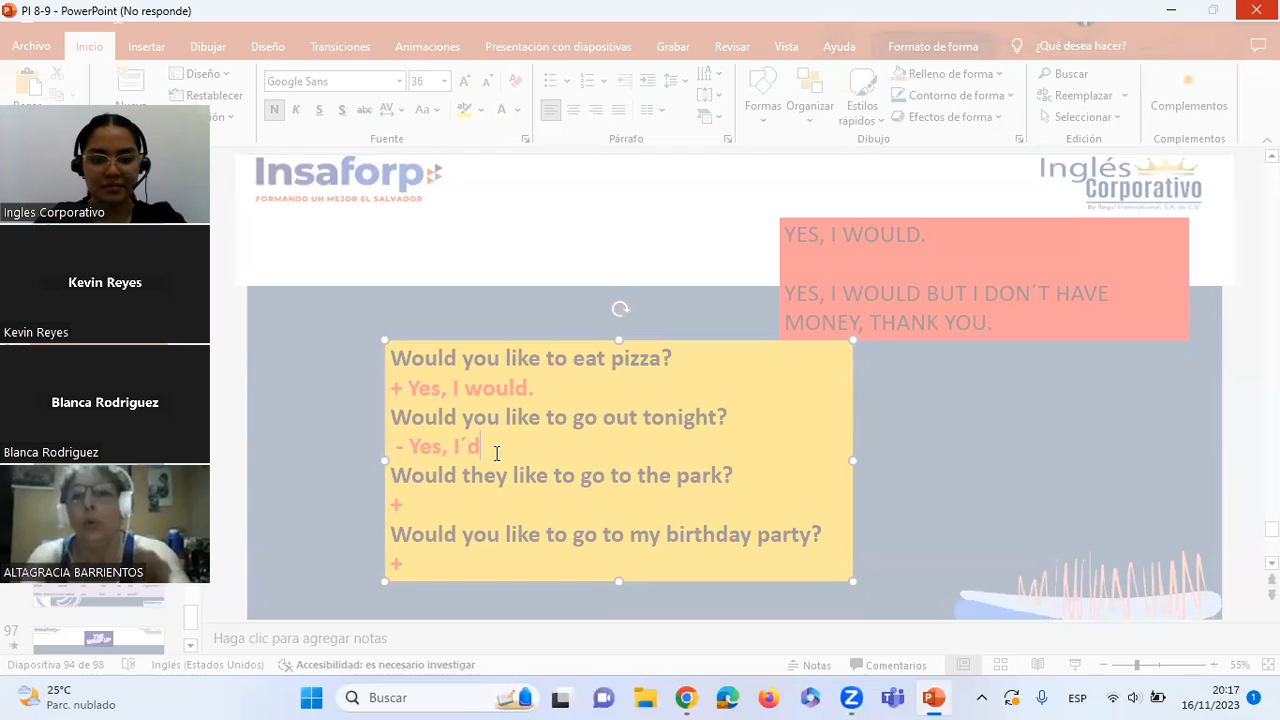 PI 8-9 - PowerPoint (No responde)
Archivo Inicio Insertar Dibujar Diseño Transiciones Animaciones Presentación con diapositivas Grabar Revisar Vista Ayuda Formato de forma ¿Qué desea hacer?
Diseño Google Sans 36 Relleno de forma Buscar
Restablecer Formas Organizar Estilos rápidos Contorno de forma Reemplazar Complementos
N K S abc AV Aa A Efectos de forma Seleccionar
Fuente Párrafo Dibujo Edición Complementos
Insaforp
FORMANDO UN MEJOR EL SALVADOR
Inglés
Corporativo
Ingles Corporativo
Kevin Reyes
Kevin Reyes
Blanca Rodriguez
Blanca Rodriguez
ALTAGRACIA BARRIENTOS
YES, I WOULD.
YES, I WOULD BUT I DON´T HAVE
MONEY, THANK YOU.
Would you like to eat pizza?
+ Yes, I would.
Would you like to go out tonight?
- Yes, I´d
Would they like to go to the park?
+
Would you like to go to my birthday party?
+
97
Haga clic para agregar notas
Diapositiva 94 de 98 Inglés (Estados Unidos) Accesibilidad: es necesario investigar Notas Comentarios 55%
25°C
Parc. nublado
Buscar
ESP
20:17
16/11/2023